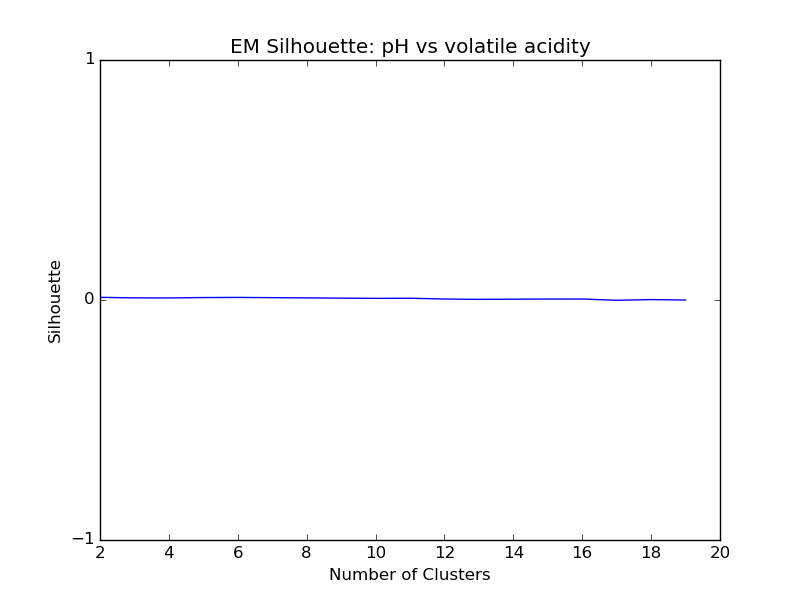 EM Silhouette: pH vs volatile acidity
1
0
−1
Silhouette
2 4 6 8 10 12 14 16 18 20
Number of Clusters